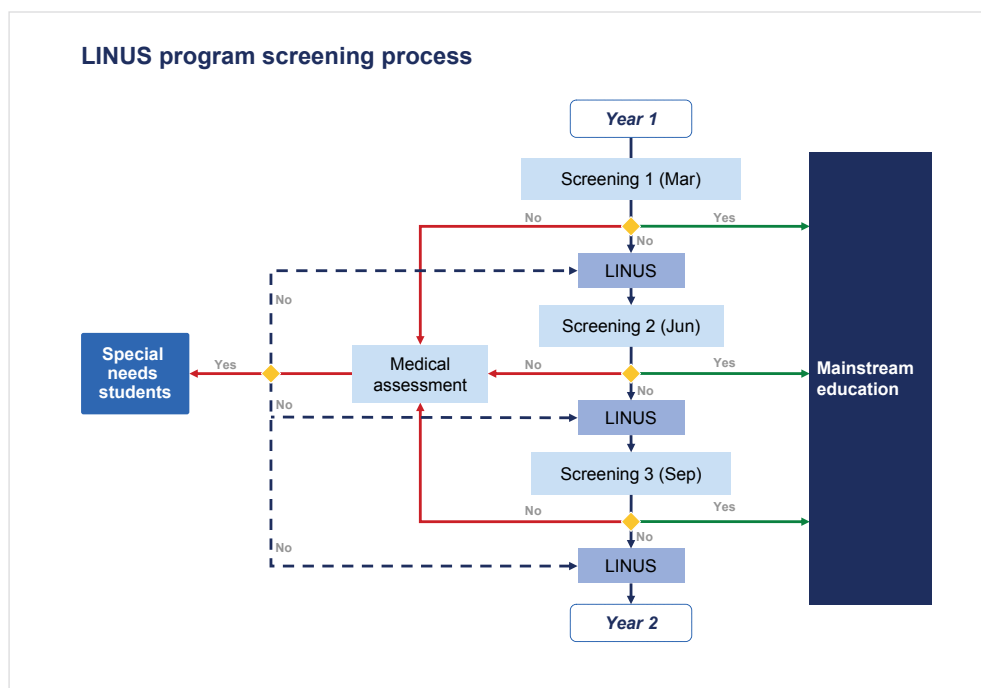 LINUS program screening process
Year 1
Screening 1 (Mar)
No
Yes
No
LINUS
No
Screening 2 (Jun)
Special
needs
students
Yes
Medical
assessment
No
Yes
Mainstream
education
No
No
LINUS
Screening 3 (Sep)
No
Yes
No
No
LINUS
Year 2